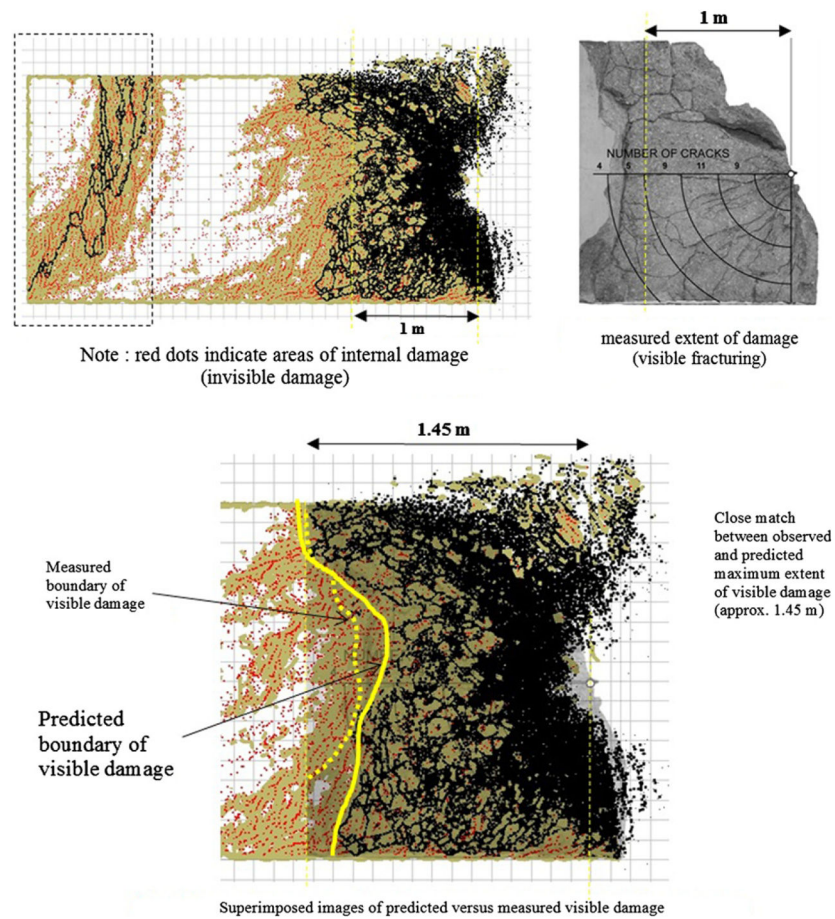 1 m
NUMBER OF CRACKS
4 5 9 11 9
1 m
Note : red dots indicate areas of internal damage
(invisible damage)
measured extent of damage
(visible fracturing)
1.45 m
Measured
boundary of
visible damage
Predicted
boundary of
visible damage
Close match
between observed
and predicted
maximum extent
of visible damage
(approx. 1.45 m)
Superimposed images of predicted versus measured visible damage